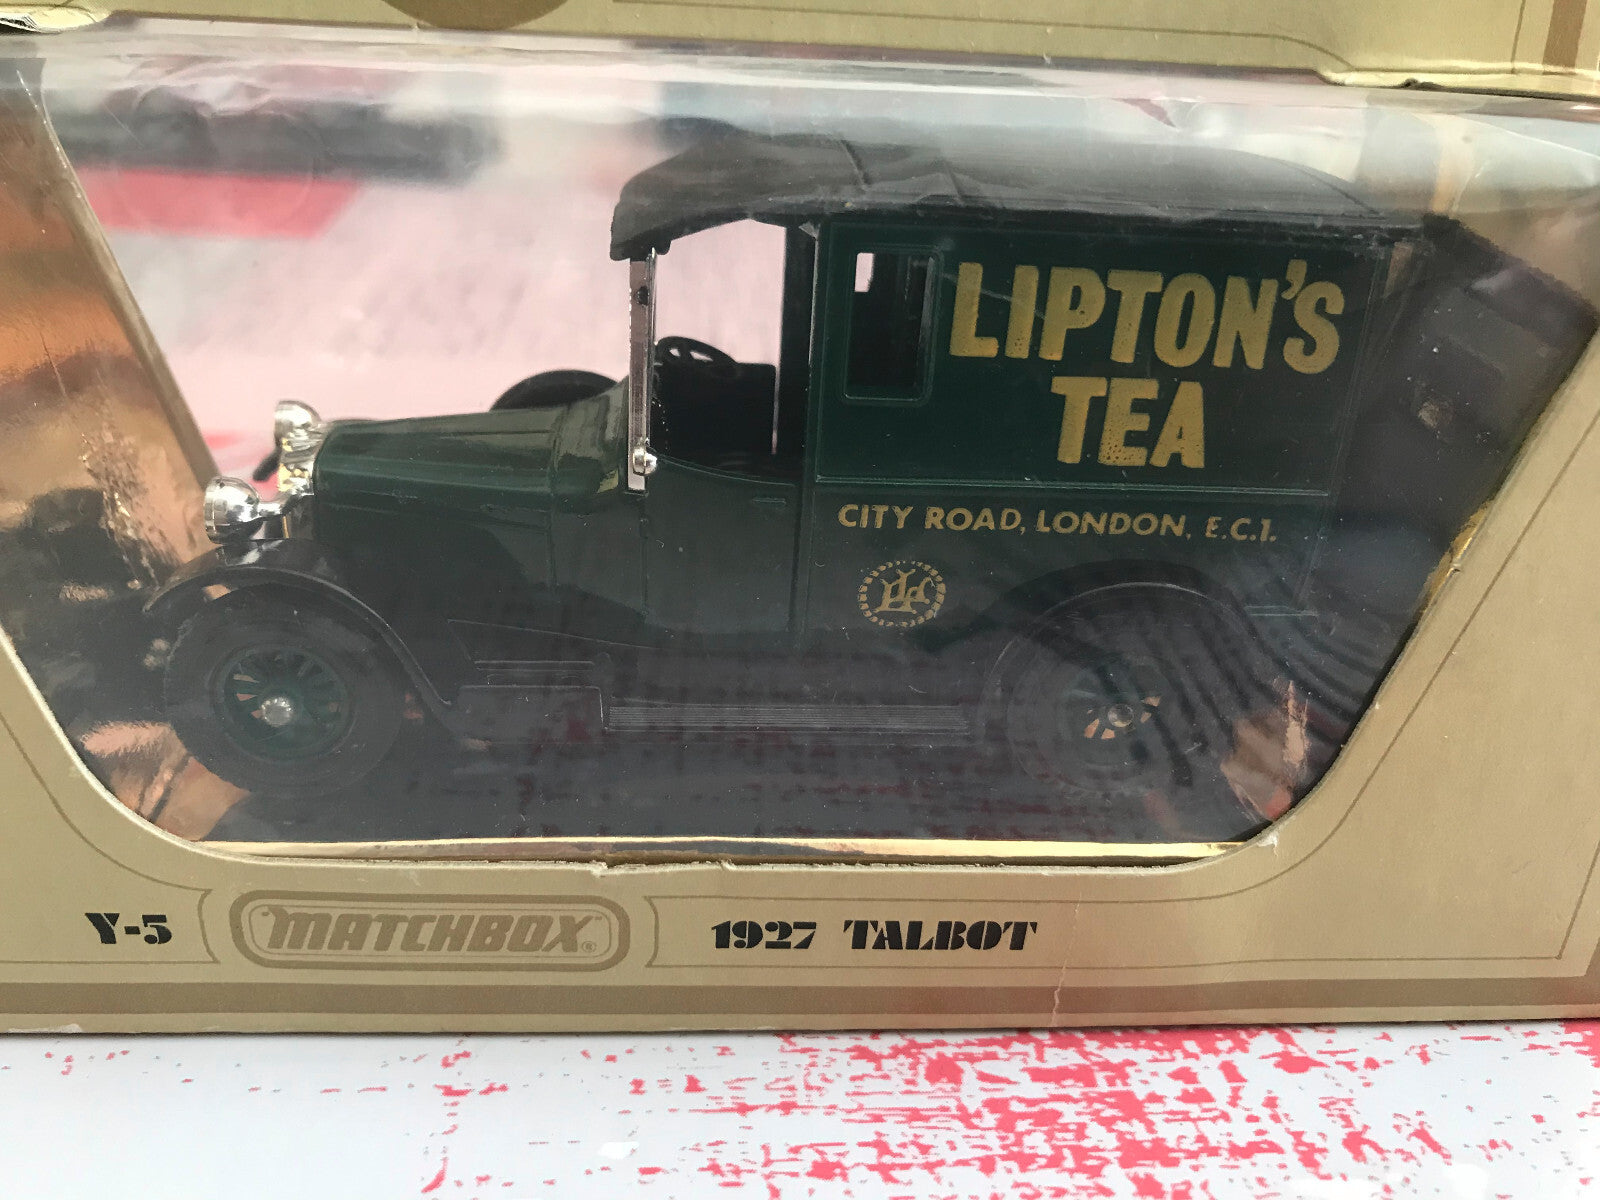 LIPTON'S
TEA
CITY ROAD, LONDON, E.C.1.
Y-5
MATCHBOX®
1927 TALBOT